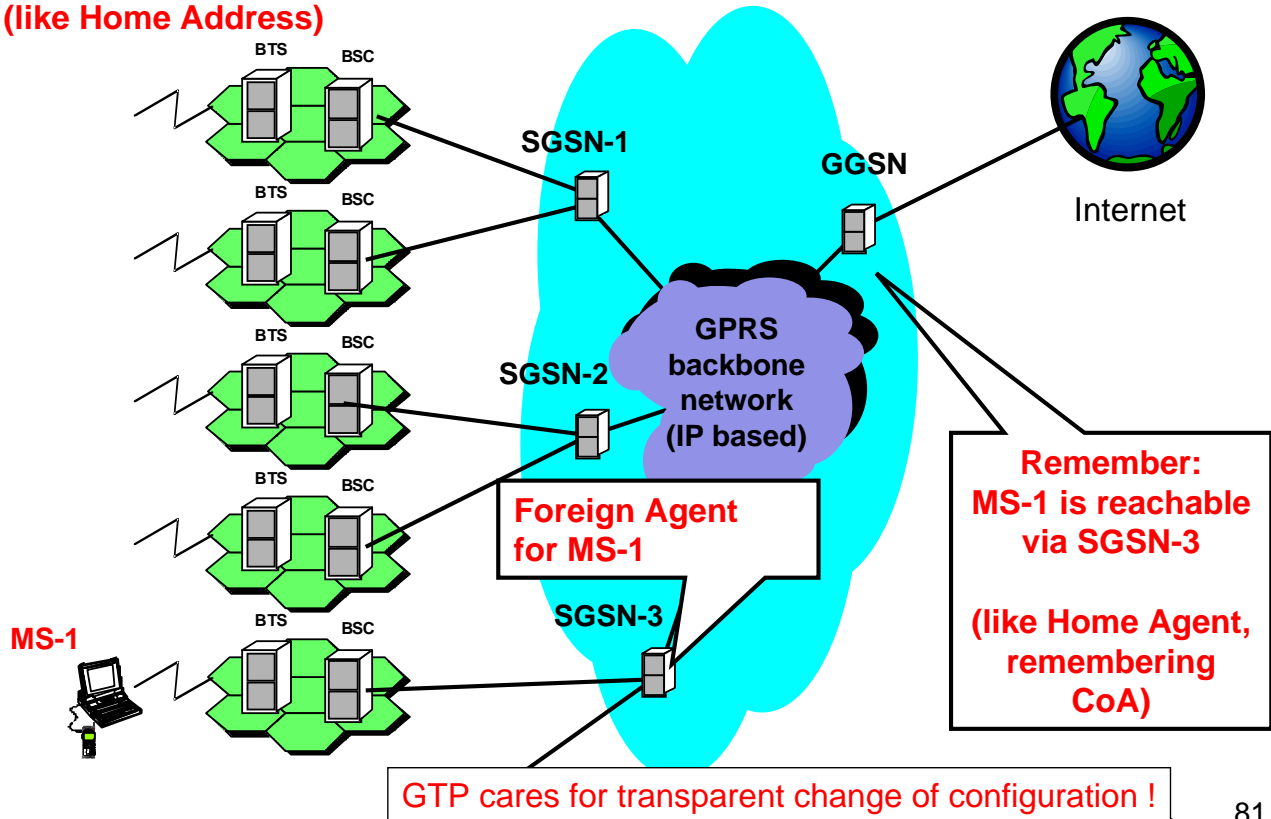 (like Home Address)
BTS
BSC
SGSN-1
GGSN
Internet
BTS
BSC
BTS
BSC
SGSN-2
GPRS
backbone
network
(IP based)
BTS
BSC
Foreign Agent
for MS-1
Remember:
MS-1 is reachable
via SGSN-3
(like Home Agent,
remembering
CoA)
MS-1
BTS
BSC
SGSN-3
GTP cares for transparent change of configuration !
81